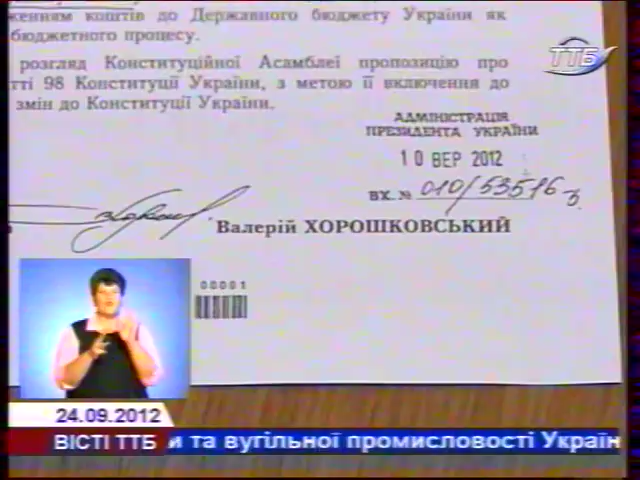 женням коштів до Державного бюджету України як
бюджетного процесу.
розгляд Конституційної Асамблеї пропозицію про
тті 98 Конституції України, з метою її включення до
змін до Конституції України.
ТТБ
АДМІНІСТРАЦІЯ
ПРЕЗИДЕНТА УКРАЇНИ
10 ВЕР 2012
ВХ. № 010/53516
Валерій ХОРОШКОВСЬКИЙ
00001
24.09.2012
ВІСТІ ТТБ
и та вугільної промисловості Україн